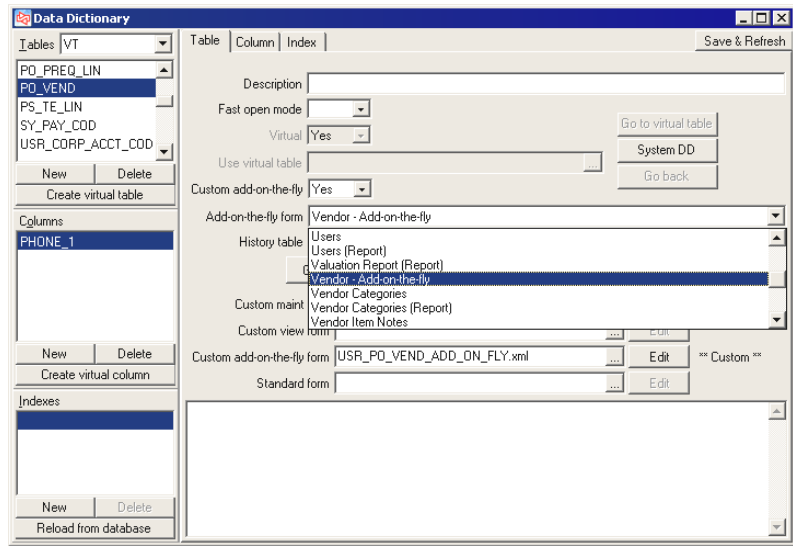 Data Dictionary
Tables VT
PO_PREQ_LIN
PO_VEND
PS_TE_LIN
SY_PAY_COD
USR_CORP_ACCT_COD
New Delete
Create virtual table
Columns
PHONE_1
New Delete
Create virtual column
Indexes
New Delete
Reload from database
Table Column Index
Save & Refresh
Description
Fast open mode
Virtual Yes
Use virtual table ...
Go to virtual table
System DD
Go back
Custom add-on-the-fly Yes
Add-on-the-fly form Vendor - Add-on-the-fly
History table
Users
Users (Report)
Valuation Report (Report)
Vendor - Add-on-the-fly
Vendor Categories
Vendor Categories (Report)
Vendor Item Notes
Custom maint
Custom view form ... Edit
Custom add-on-the-fly form USR_PO_VEND_ADD_ON_FLY.xml ... Edit ** Custom **
Standard form ... Edit